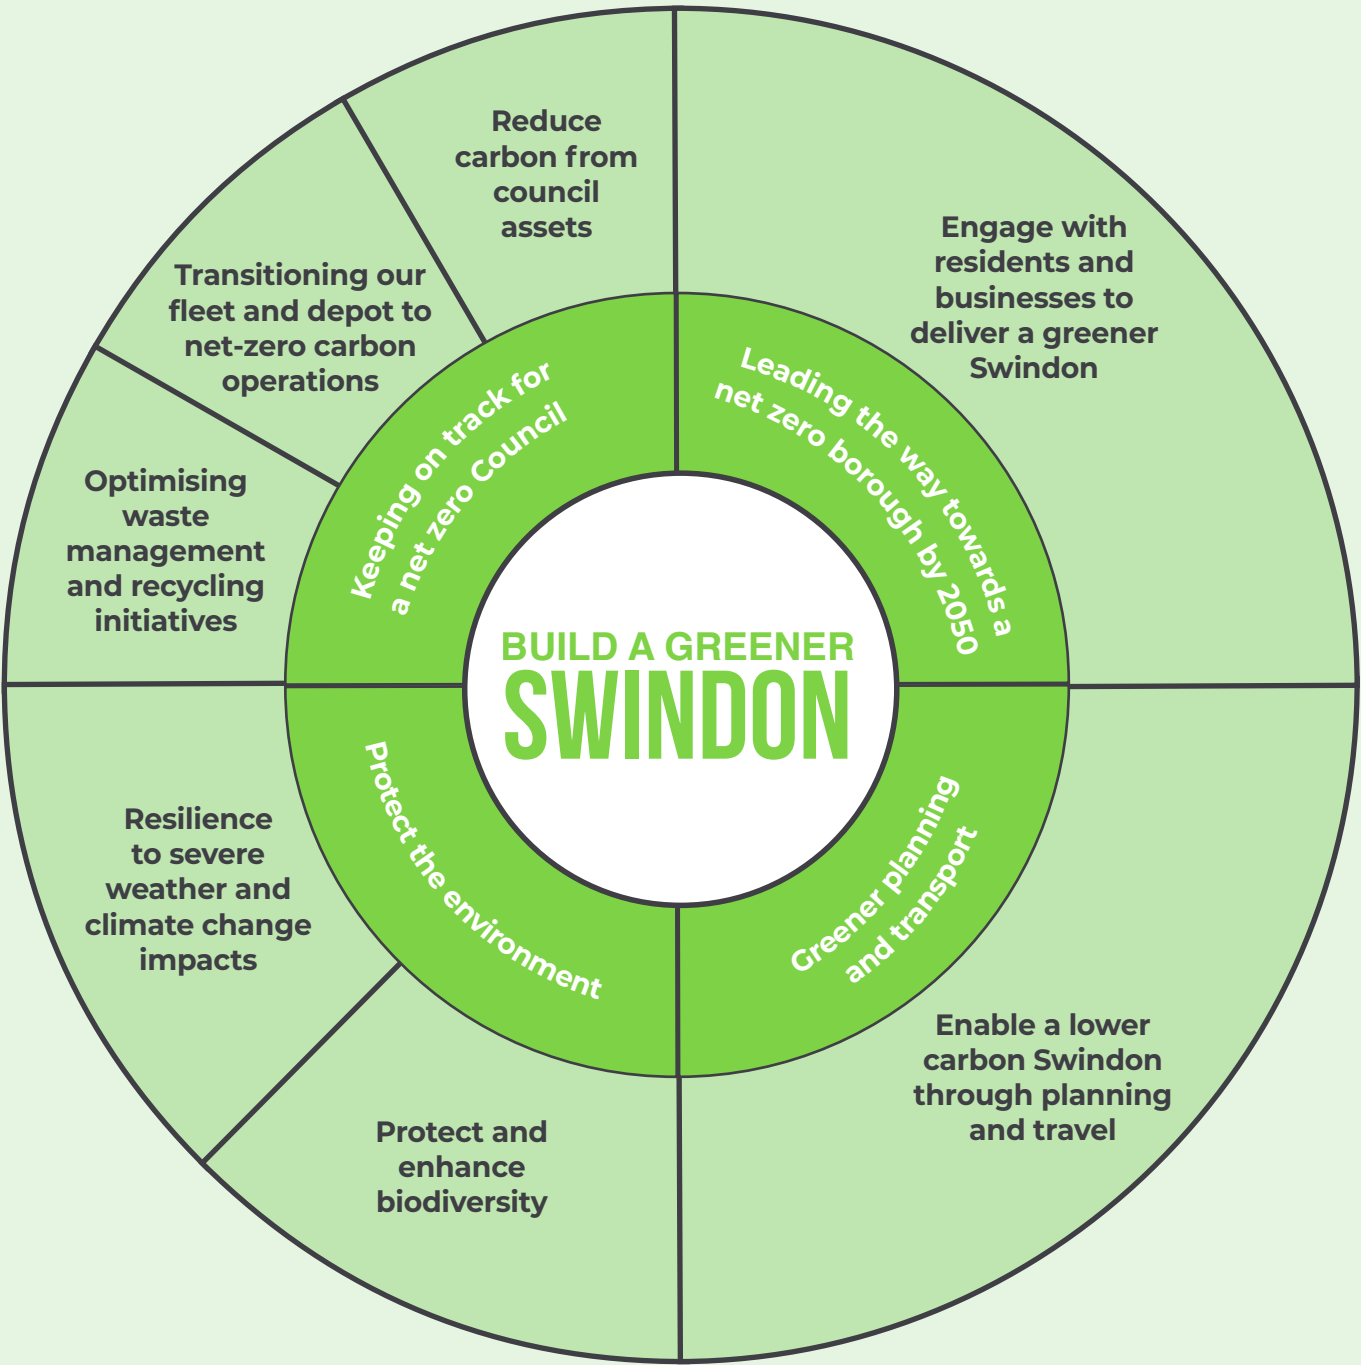 Reduce
carbon from
council
assets
Engage with
residents and
businesses to
deliver a greener
Swindon
Transitioning our
fleet and depot to
net-zero carbon
operations
Optimising
waste
management
and recycling
initiatives
Keeping on track for
a net zero Council
Leading the way towards a
net zero borough by 2050
BUILD A GREENER
SWINDON
Protect the environment
Greener planning
and transport
Resilience
to severe
weather and
climate change
impacts
Protect and
enhance
biodiversity
Enable a lower
carbon Swindon
through planning
and travel